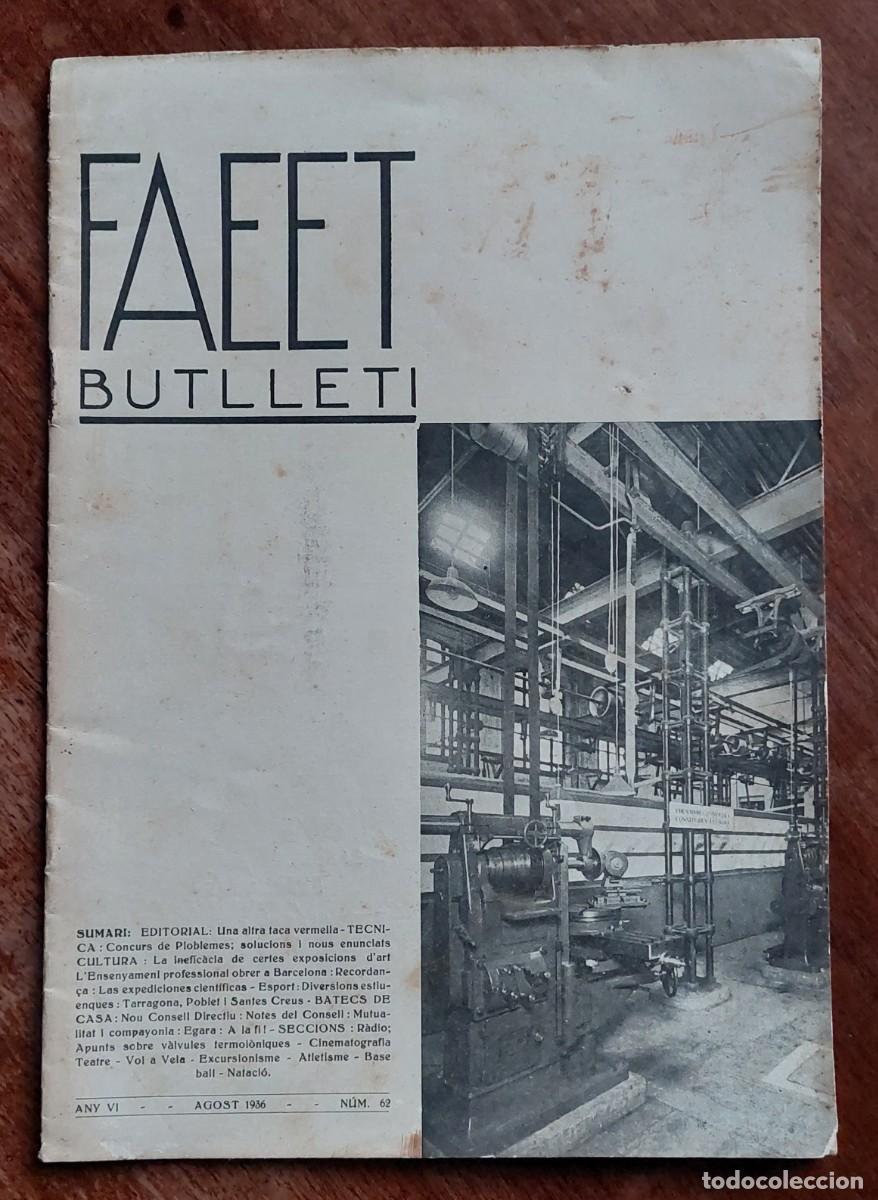 FAEET
BUTLLETI
SUMARI: EDITORIAL: Una altra taca vermella - TECNI-
CA : Concurs de Ploblemes; solucions i nous enunciats
CULTURA : La ineficàcia de certes exposicions d'art
L'Ensenyament professional obrer a Barcelona : Recordan-
ça : Las expediciones científicas - Esport : Diversions estiu-
enques : Tarragona, Poblet i Santes Creus - BATECS DE
CASA : Nou Consell Directiu : Notes del Consell : Mutua-
litat i companyonia : Egara : A la fi! - SECCIONS : Ràdio;
Apunts sobre vàlvules termoiòniques - Cinematografia
Teatre - Vol a Vela - Excursionisme - Atletisme - Base
ball - Natació.
ANY VI - - AGOST 1936 - - NÚM. 62
todocoleccion